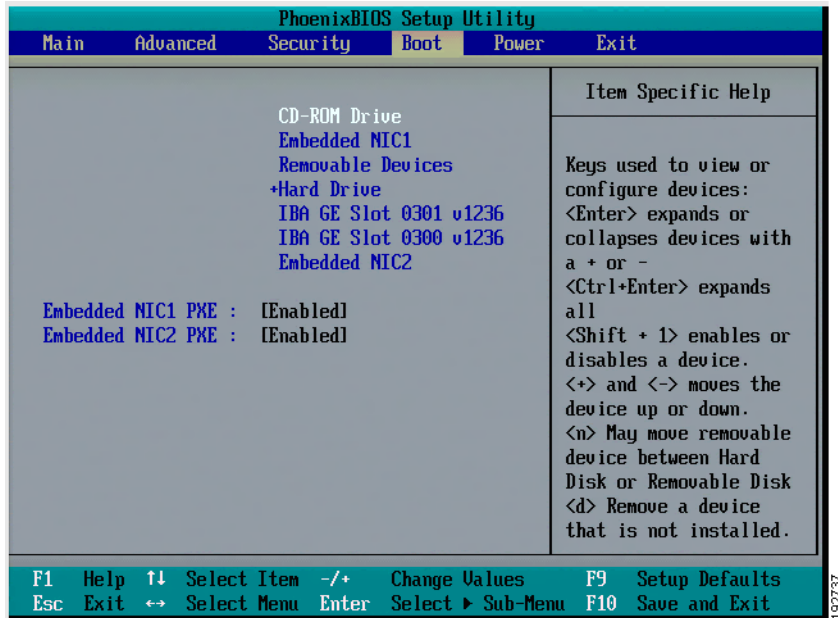 PhoenixBIOS Setup Utility
Main Advanced Security Boot Power Exit
CD-ROM Drive
Embedded NIC1
Removable Devices
+Hard Drive
IBA GE Slot 0301 v1236
IBA GE Slot 0300 v1236
Embedded NIC2
Embedded NIC1 PXE : [Enabled]
Embedded NIC2 PXE : [Enabled]
Item Specific Help
Keys used to view or
configure devices:
<Enter> expands or
collapses devices with
a + or -
<Ctrl+Enter> expands
all
<Shift + 1> enables or
disables a device.
<+> and <-> moves the
device up or down.
<n> May move removable
device between Hard
Disk or Removable Disk
<d> Remove a device
that is not installed.
F1 Help ↑↓ Select Item -/+ Change Values F9 Setup Defaults
Esc Exit ↔ Select Menu Enter Select ▶ Sub-Menu F10 Save and Exit
192737